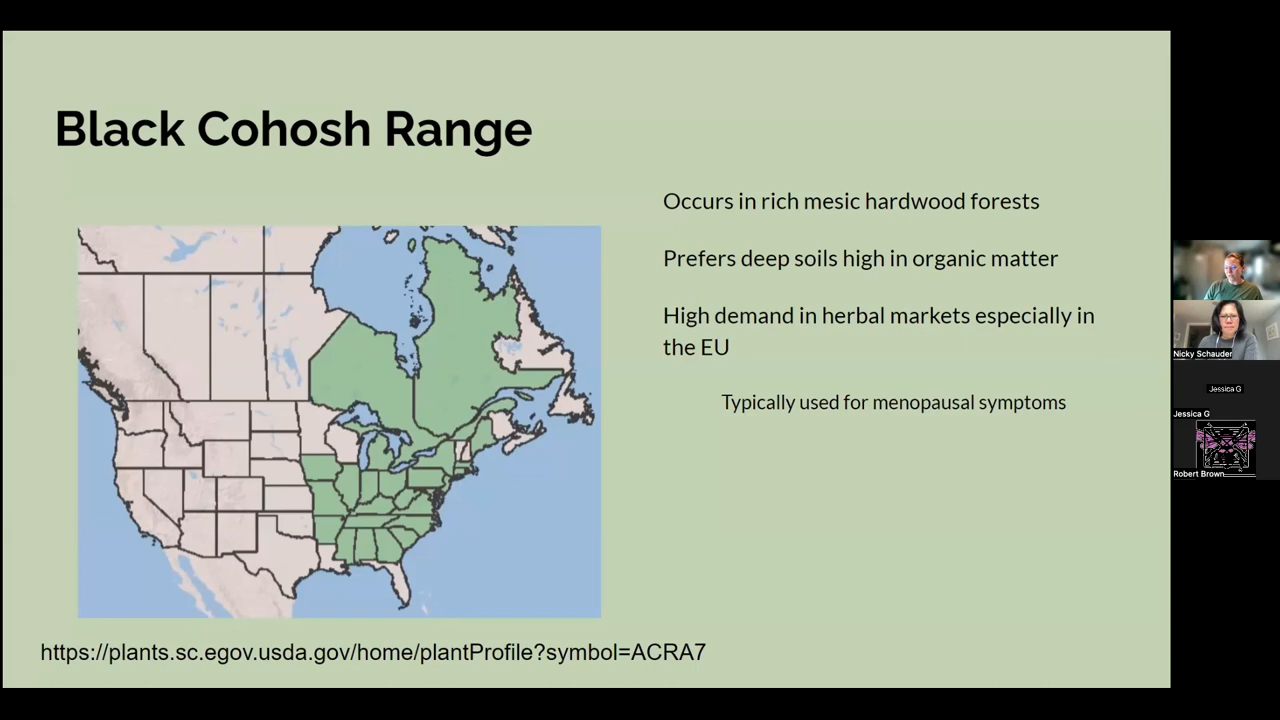 Black Cohosh Range
Occurs in rich mesic hardwood forests
Prefers deep soils high in organic matter
High demand in herbal markets especially in
the EU
Typically used for menopausal symptoms
https://plants.sc.egov.usda.gov/home/plantProfile?symbol=ACRA7
Nicky Schauder
Jessica G
Jessica G
Robert Brown